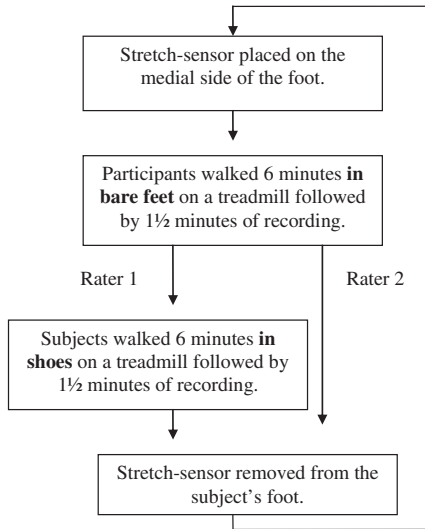 Stretch-sensor placed on the
medial side of the foot.
Participants walked 6 minutes in
bare feet on a treadmill followed
by 1½ minutes of recording.
Rater 1
Rater 2
Subjects walked 6 minutes in
shoes on a treadmill followed by
1½ minutes of recording.
Stretch-sensor removed from the
subject's foot.